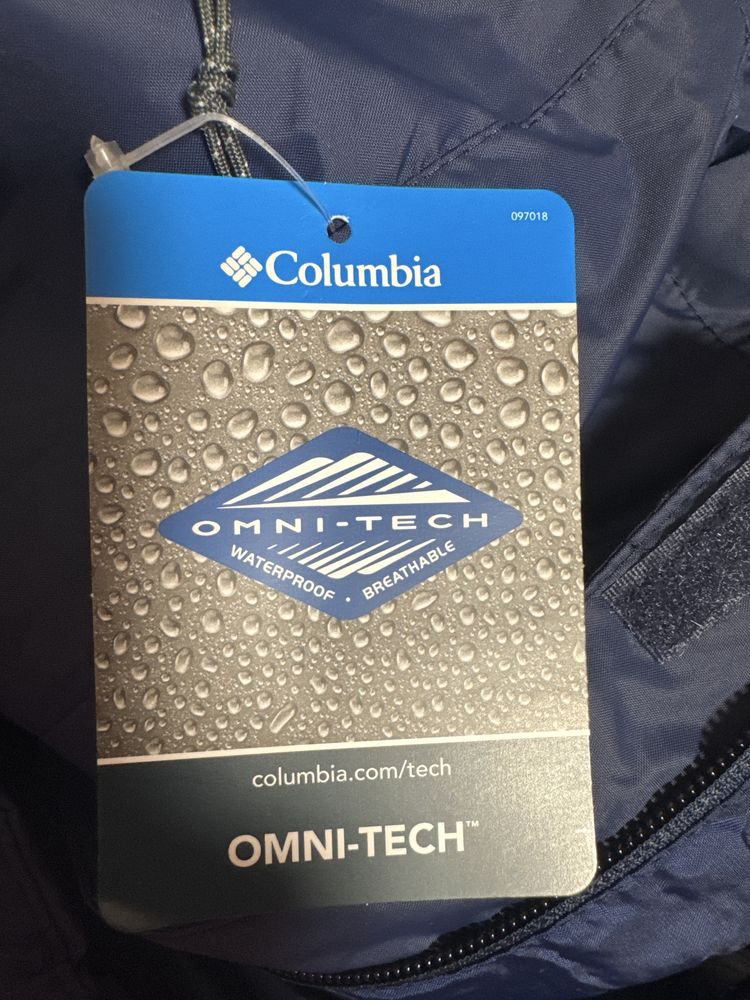 097018
Columbia
OMNI-TECH
WATERPROOF · BREATHABLE
columbia.com/tech
OMNI-TECH™